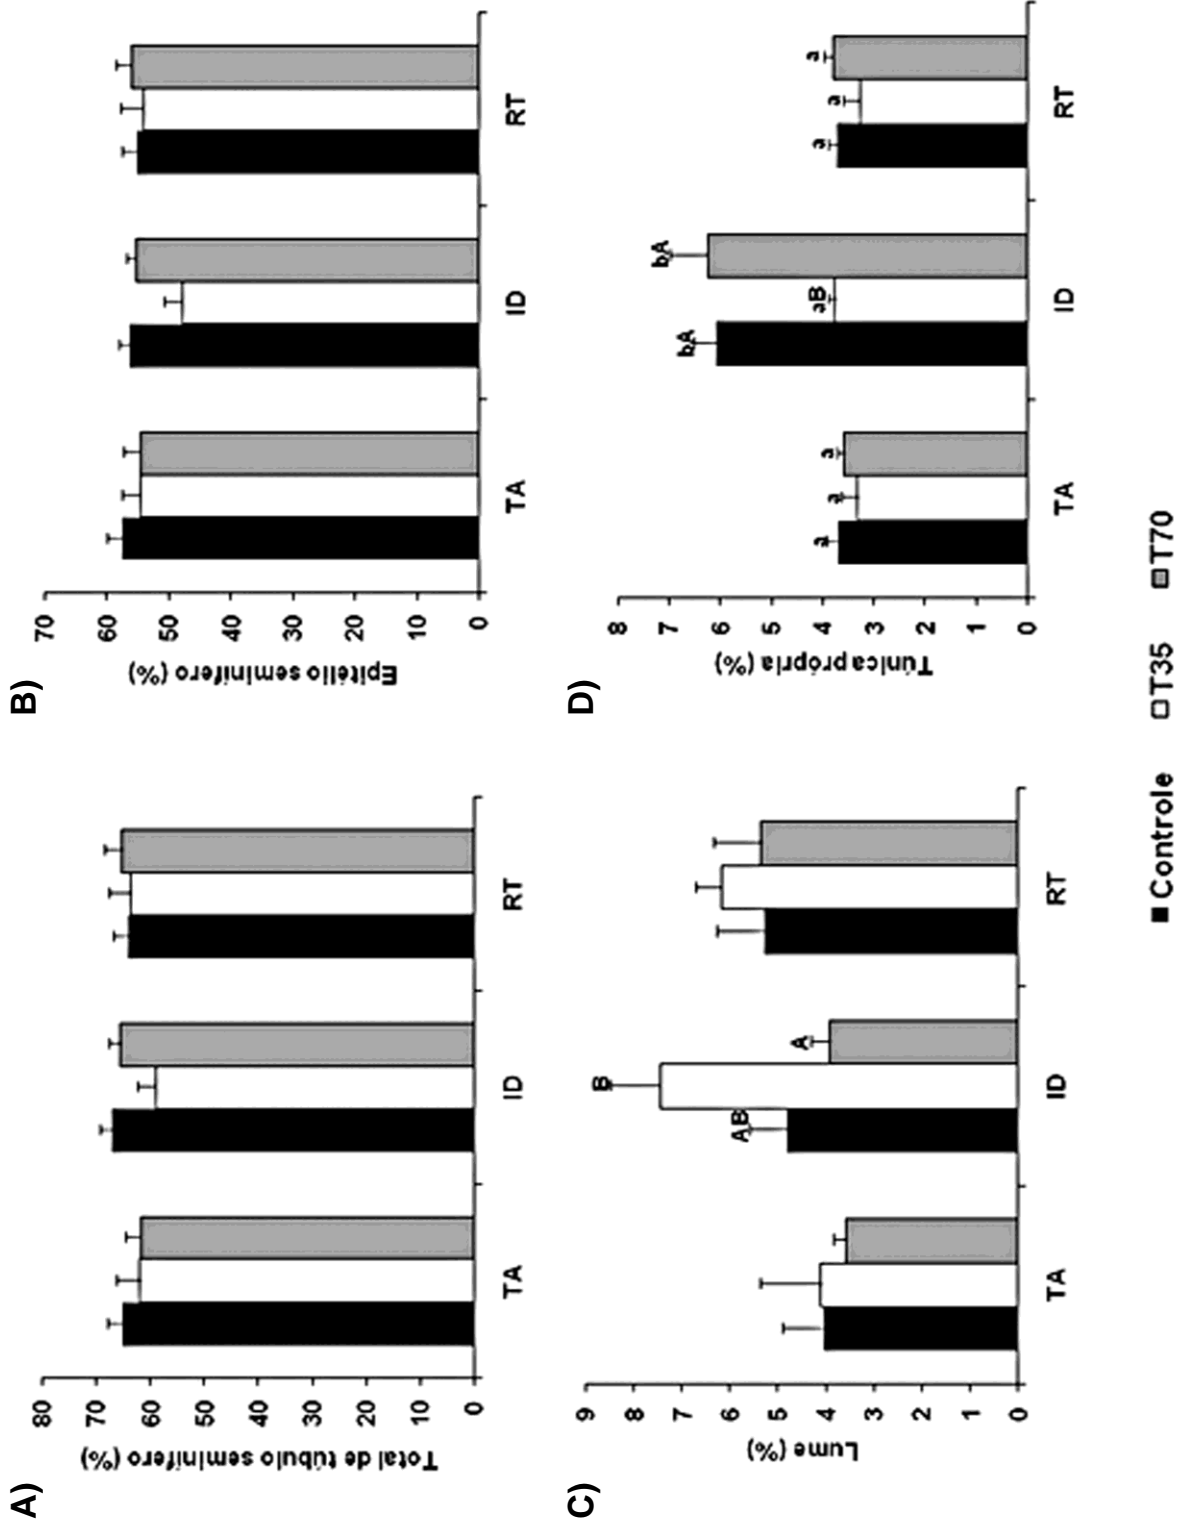 A)
Total de túbulo seminífero (%)
80
70
60
50
40
30
20
10
0
TA ID RT
B)
Epitélio seminífero (%)
70
60
50
40
30
20
10
0
TA ID RT
C)
Lume (%)
9
8
7
6
5
4
3
2
1
0
AB B A
TA ID RT
D)
Túnica própria (%)
8
7
6
5
4
3
2
1
0
a a a bA aB bA a a a
TA ID RT
Controle T35 T70